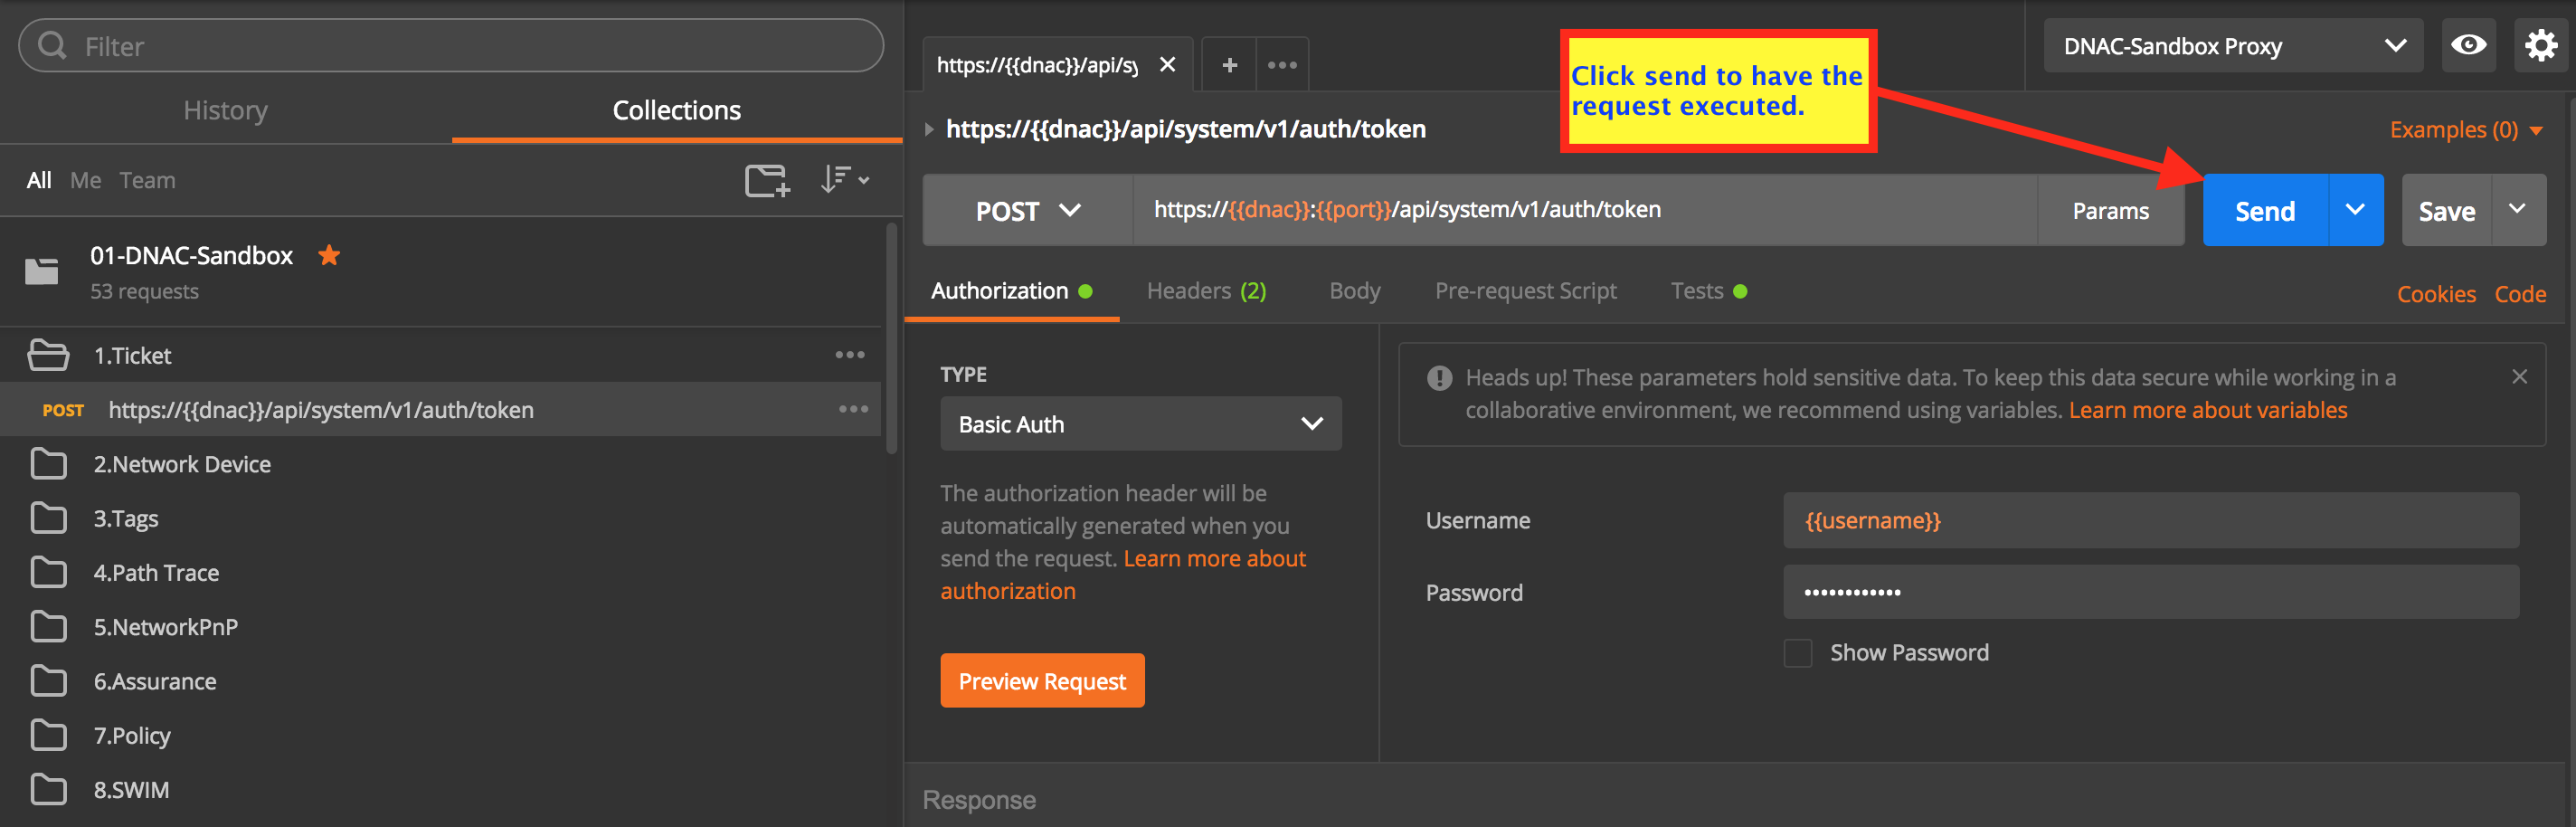 Filter
History
Collections
All Me Team
01-DNAC-Sandbox
53 requests
1.Ticket
POST https://{{dnac}}/api/system/v1/auth/token
2.Network Device
3.Tags
4.Path Trace
5.NetworkPnP
6.Assurance
7.Policy
8.SWIM
https://{{dnac}}/api/sy
DNAC-Sandbox Proxy
Click send to have the
request executed.
https://{{dnac}}/api/system/v1/auth/token
Examples (0)
POST
https://{{dnac}}:{{port}}/api/system/v1/auth/token
Params
Send
Save
Authorization
Headers (2)
Body
Pre-request Script
Tests
Cookies
Code
TYPE
Basic Auth
The authorization header will be
automatically generated when you
send the request. Learn more about
authorization
Preview Request
Heads up! These parameters hold sensitive data. To keep this data secure while working in a
collaborative environment, we recommend using variables. Learn more about variables
Username
{{username}}
Password
••••••••••••
Show Password
Response